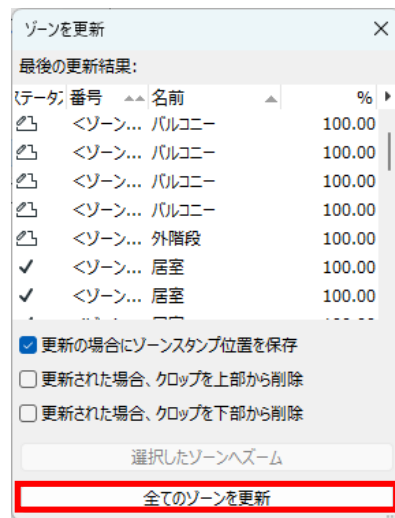 ゾーンを更新
最後の更新結果:
番号 名前 %
<ゾーン... バルコニー 100.00
<ゾーン... バルコニー 100.00
<ゾーン... バルコニー 100.00
<ゾーン... バルコニー 100.00
<ゾーン... 外階段 100.00
<ゾーン... 居室 100.00
<ゾーン... 居室 100.00
更新の場合にゾーンスタンプ位置を保存
更新された場合、クロップを上部から削除
更新された場合、クロップを下部から削除
選択したゾーンへズーム
全てのゾーンを更新